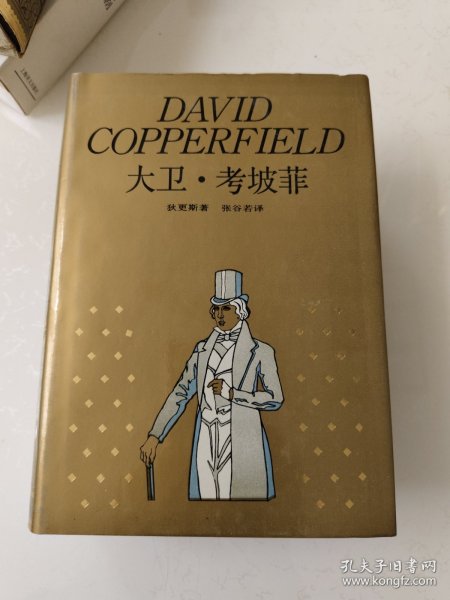 DAVID
COPPERFIELD
大卫·考坡菲
狄更斯著 张谷若译
孔夫子旧书网
www.kongfz.com